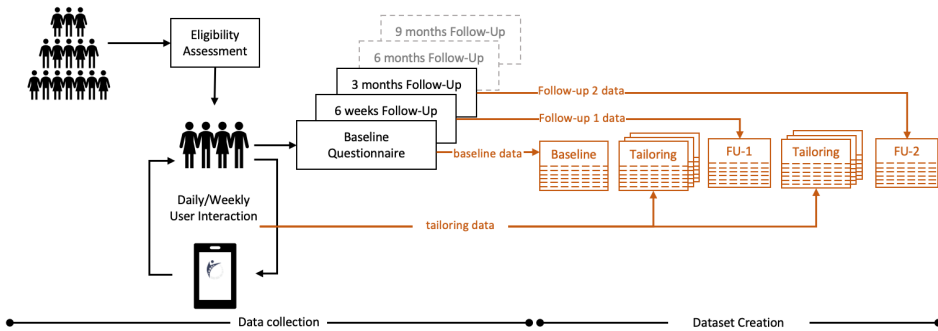 Eligibility
Assessment
9 months Follow-Up
6 months Follow-Up
3 months Follow-Up
6 weeks Follow-Up
Baseline
Questionnaire
Follow-up 2 data
Follow-up 1 data
baseline data
Baseline
Tailoring
FU-1
Tailoring
FU-2
Daily/Weekly
User Interaction
tailoring data
Data collection
Dataset Creation